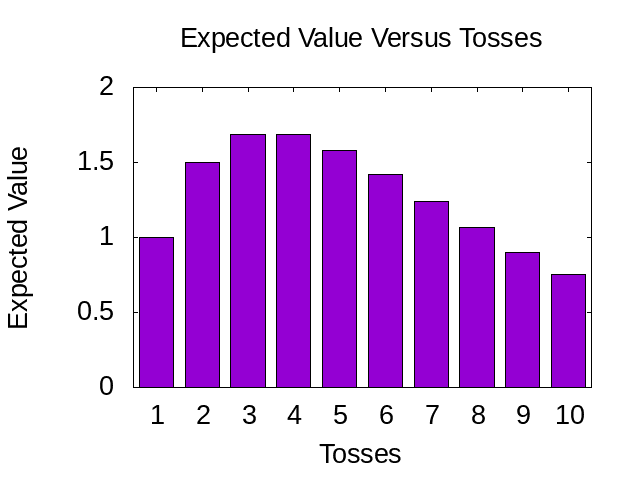 Expected Value Versus Tosses
Expected Value
2
1.5
1
0.5
0
1 2 3 4 5 6 7 8 9 10
Tosses